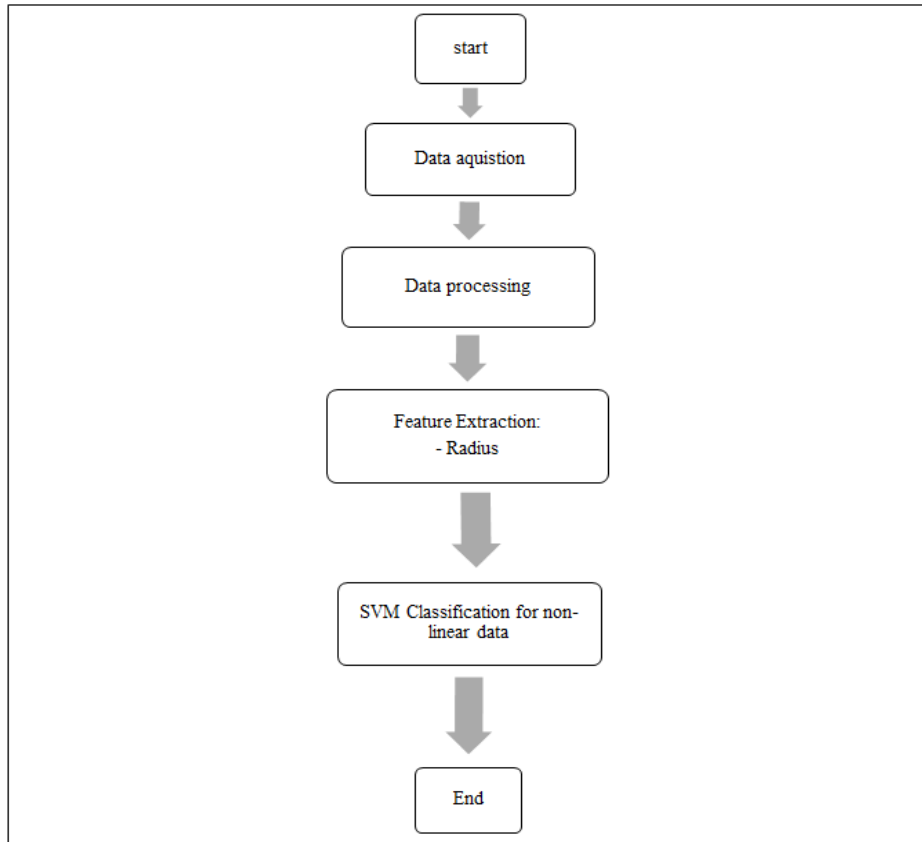 start
Data aquistion
Data processing
Feature Extraction:
- Radius
SVM Classification for non-
linear data
End